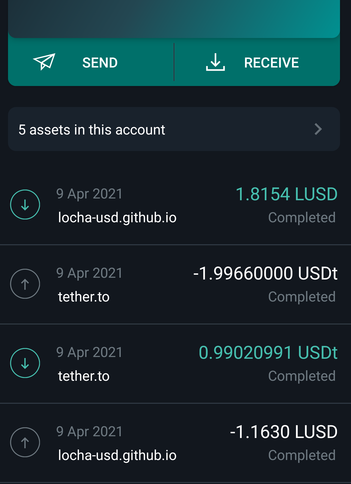 SEND
RECEIVE
5 assets in this account
9 Apr 2021
1.8154 LUSD
locha-usd.github.io
Completed
9 Apr 2021
-1.99660000 USDt
tether.to
Completed
9 Apr 2021
0.99020991 USDt
tether.to
Completed
9 Apr 2021
-1.1630 LUSD
locha-usd.github.io
Completed